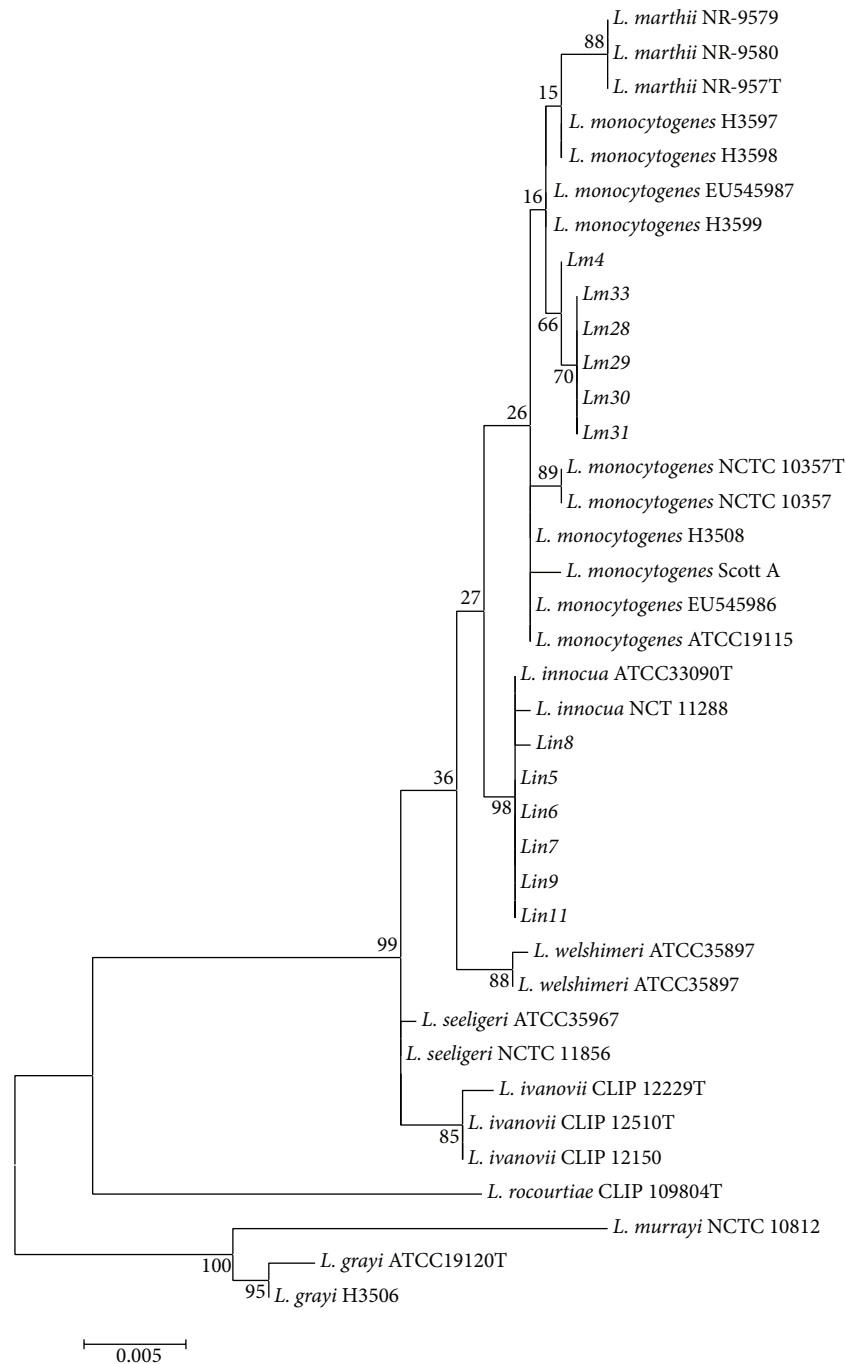 L. marthii NR-9579
88
L. marthii NR-9580
L. marthii NR-957T
15
L. monocytogenes H3597
L. monocytogenes H3598
16
L. monocytogenes EU545987
L. monocytogenes H3599
Lm4
Lm33
66
Lm28
Lm29
70
Lm30
26
Lm31
89
L. monocytogenes NCTC 10357T
L. monocytogenes NCTC 10357
L. monocytogenes H3508
L. monocytogenes Scott A
27
L. monocytogenes EU545986
L. monocytogenes ATCC19115
L. innocua ATCC33090T
L. innocua NCT 11288
Lin8
36
Lin5
98
Lin6
Lin7
Lin9
Lin11
99
L. welshimeri ATCC35897
88
L. welshimeri ATCC35897
L. seeligeri ATCC35967
L. seeligeri NCTC 11856
L. ivanovii CLIP 12229T
L. ivanovii CLIP 12510T
85
L. ivanovii CLIP 12150
L. rocourtiae CLIP 109804T
L. murrayi NCTC 10812
100
L. grayi ATCC19120T
95
L. grayi H3506
0.005